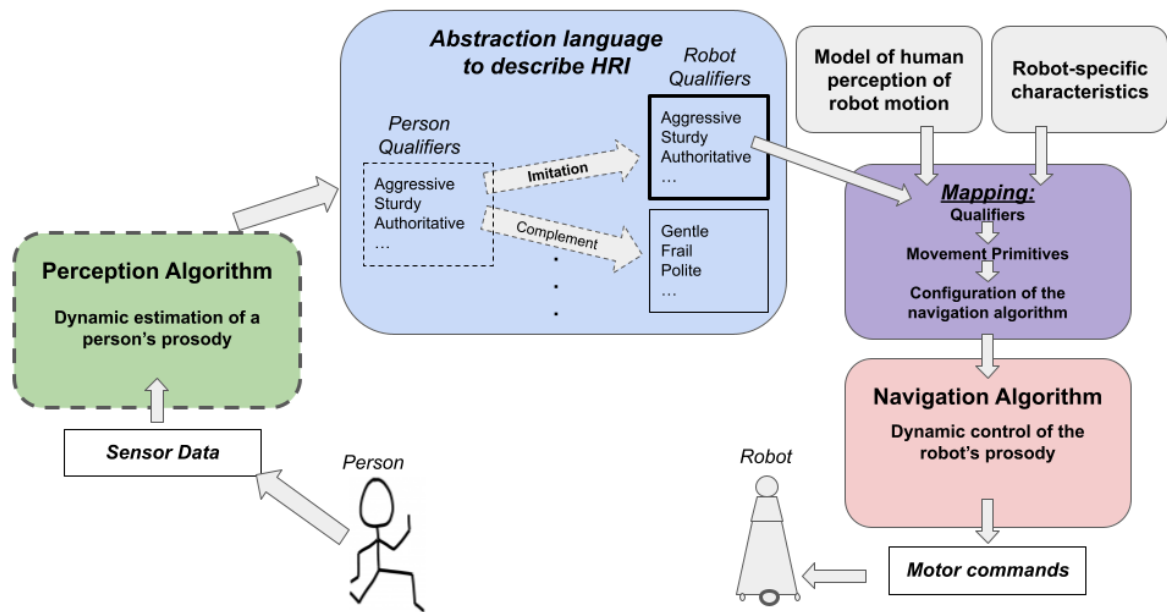 Abstraction language
to describe HRI
Person
Qualifiers
Aggressive
Sturdy
Authoritative
...
Imitation
Complement
.
.
.
Robot
Qualifiers
Aggressive
Sturdy
Authoritative
...
Gentle
Frail
Polite
...
Model of human
perception of
robot motion
Robot-specific
characteristics
Mapping:
Qualifiers
Movement Primitives
Configuration of the
navigation algorithm
Perception Algorithm
Dynamic estimation of a
person's prosody
Sensor Data
Person
Navigation Algorithm
Dynamic control of the
robot's prosody
Robot
Motor commands